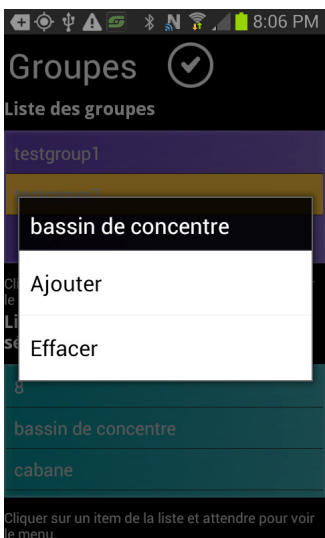 8:06 PM
Groupes
Liste des groupes
testgroup1
bassin de concentre
Ajouter
Effacer
8
bassin de concentre
cabane
Cliquer sur un item de la liste et attendre pour voir
le menu.